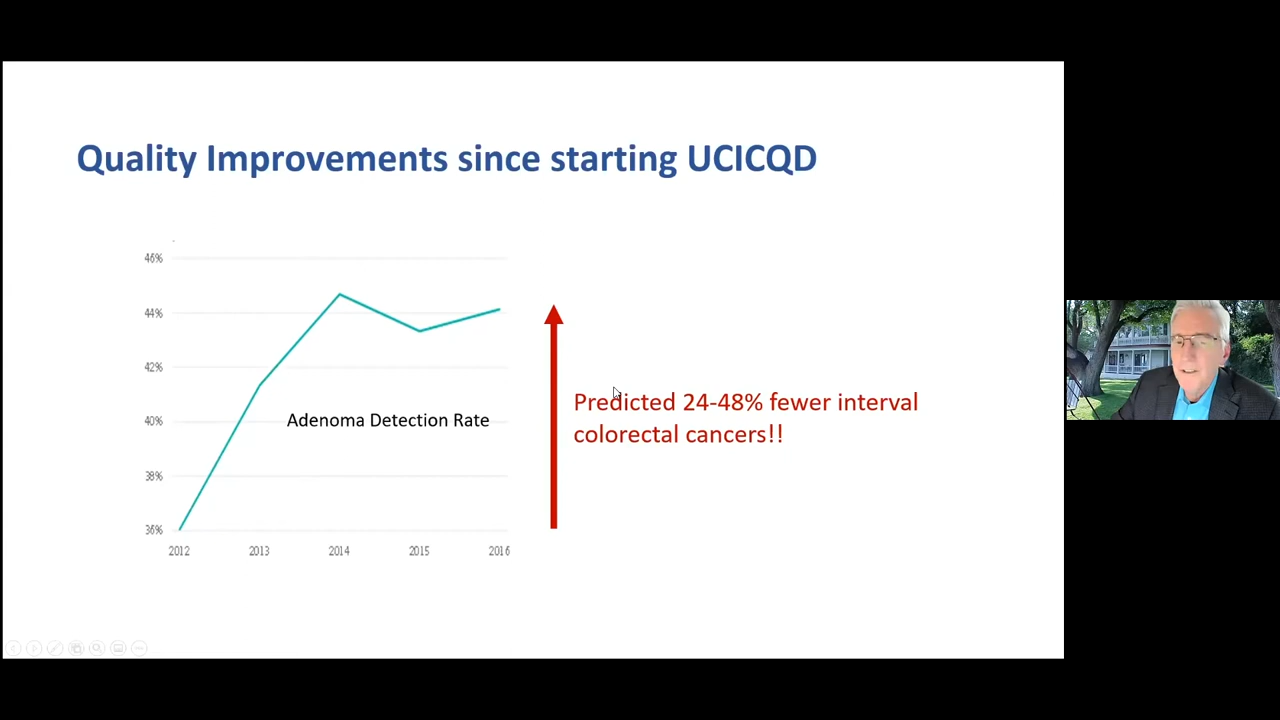 Quality Improvements since starting UCICQD
46%
44%
42%
40%
38%
36%
Adenoma Detection Rate
2012 2013 2014 2015 2016
Predicted 24-48% fewer interval
colorectal cancers!!